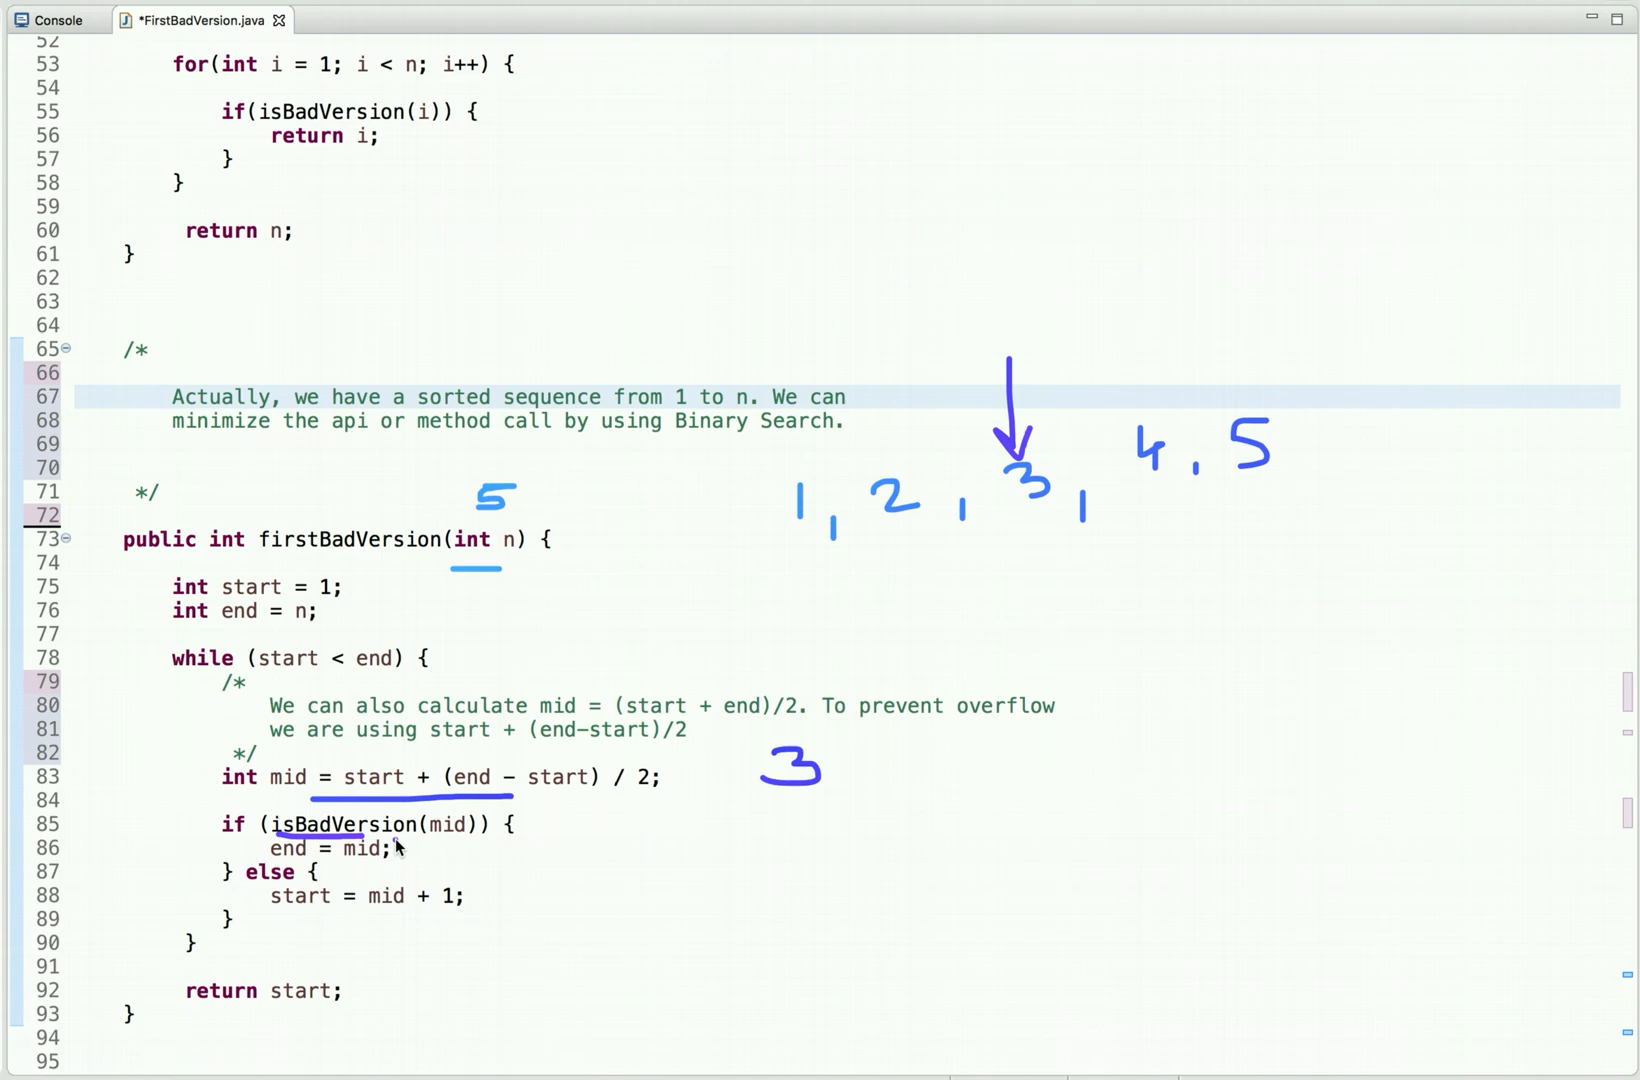 Console *FirstBadVersion.java
52
53 for(int i = 1; i < n; i++) {
54
55 if(isBadVersion(i)) {
56 return i;
57 }
58 }
59
60 return n;
61 }
62
63
64
65 /*
66
67 Actually, we have a sorted sequence from 1 to n. We can
68 minimize the api or method call by using Binary Search.
69
70
71 */
72
73 public int firstBadVersion(int n) {
74
75 int start = 1;
76 int end = n;
77
78 while (start < end) {
79 /*
80 We can also calculate mid = (start + end)/2. To prevent overflow
81 we are using start + (end-start)/2
82 */
83 int mid = start + (end - start) / 2;
84
85 if (isBadVersion(mid)) {
86 end = mid;
87 } else {
88 start = mid + 1;
89 }
90 }
91
92 return start;
93 }
94
95
5
1, 2, 3, 4, 5
3